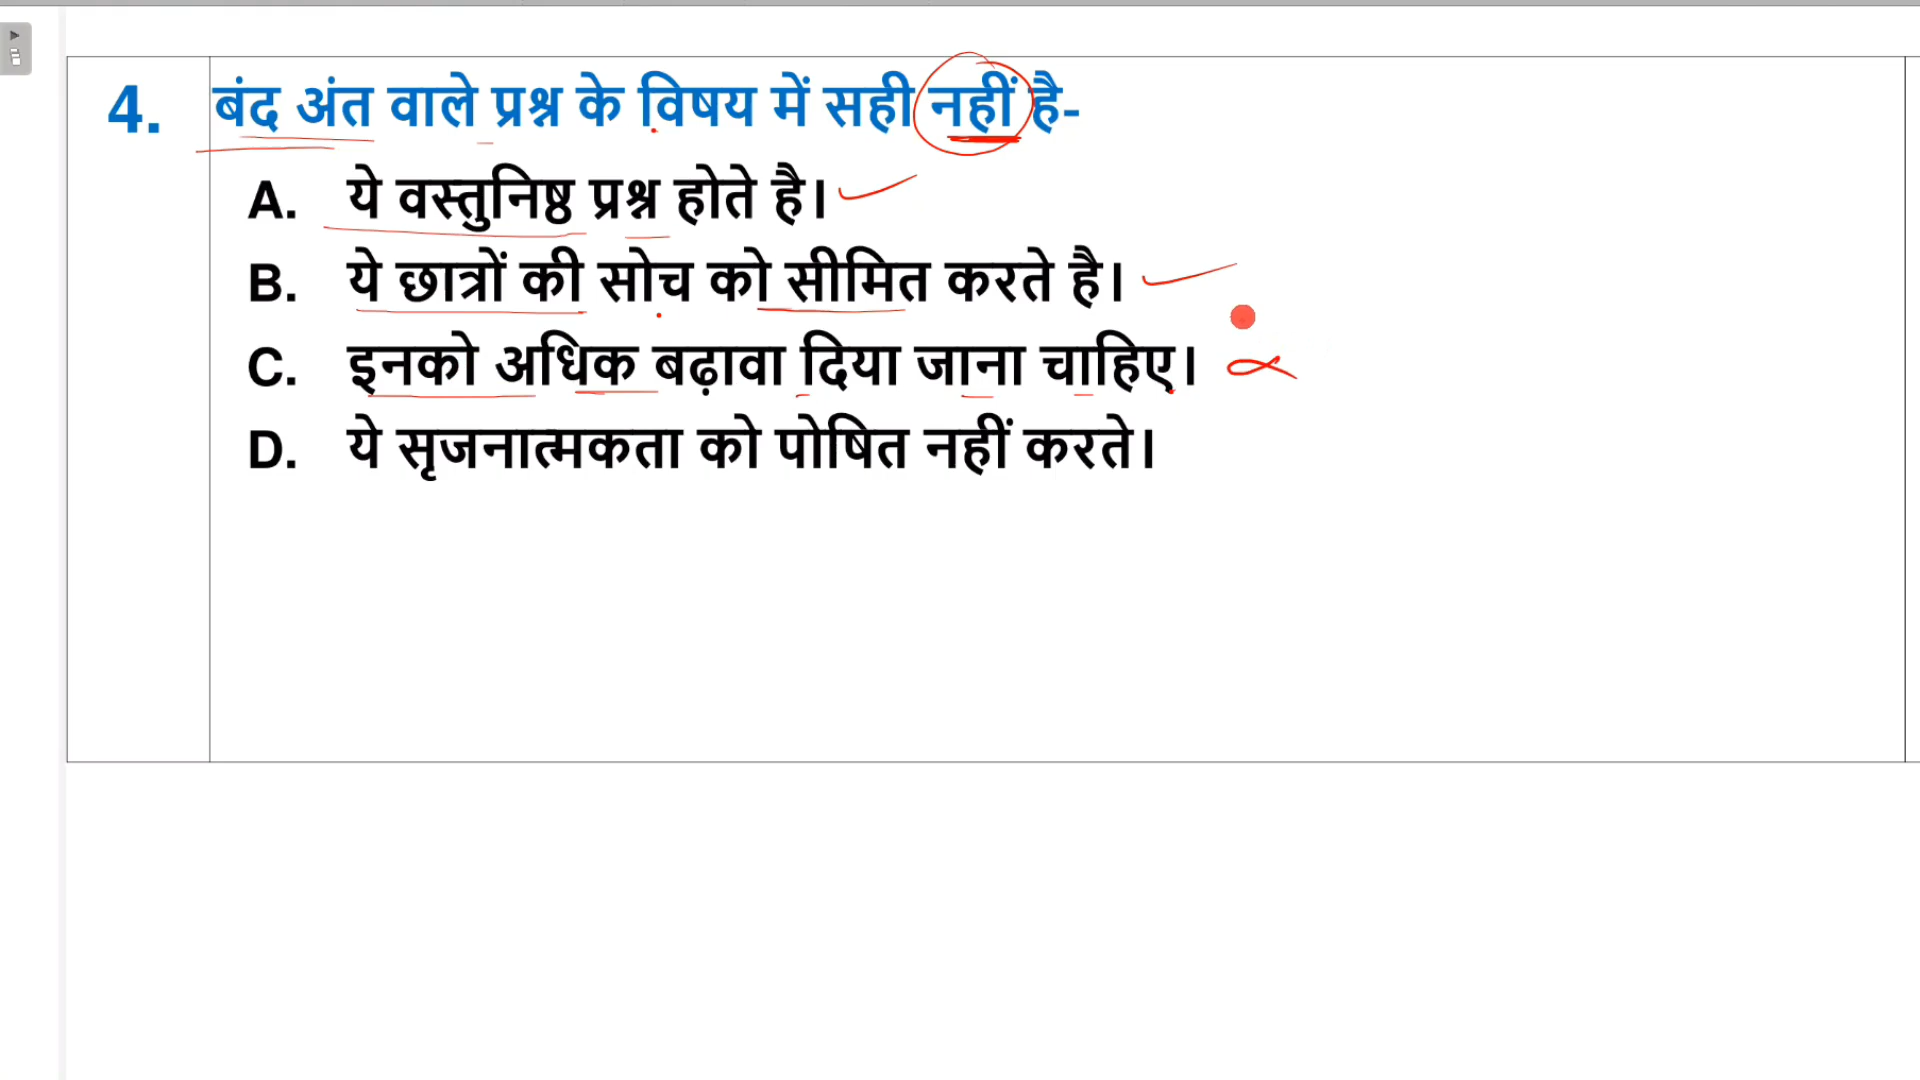 4. बंद अंत वाले प्रश्न के विषय में सही नहीं है-
A. ये वस्तुनिष्ठ प्रश्न होते है।
B. ये छात्रों की सोच को सीमित करते है।
C. इनको अधिक बढ़ावा दिया जाना चाहिए।
D. ये सृजनात्मकता को पोषित नहीं करते।